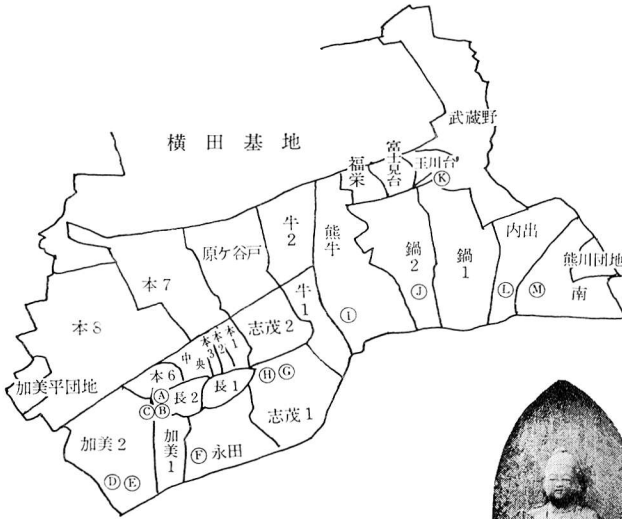 武蔵野
横田基地
富士見台
玉川台
福栄
Ⓚ
牛2
熊牛
内出
原ケ谷戸
鍋2
鍋1
熊川団地
本7
Ⓙ
Ⓛ
Ⓜ
南
牛1
ⓘ
本8
志茂2
本1
本2
本3
中央
加美平団地
本6
長1
Ⓗ Ⓖ
Ⓐ
長2
Ⓒ Ⓑ
志茂1
加美2
加美1
Ⓕ 永田
Ⓓ Ⓔ